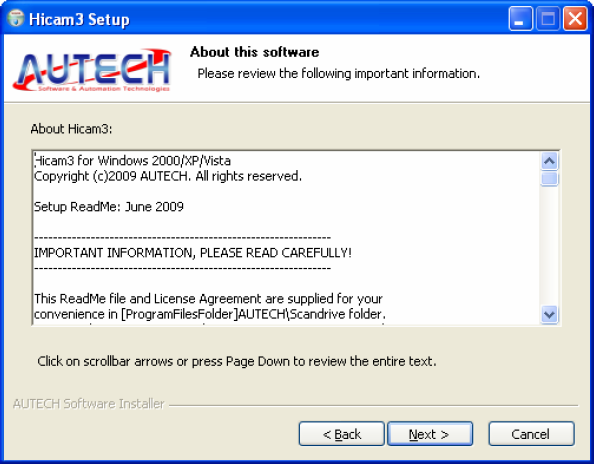 Hicam3 Setup
AUTECH
Software & Automation Technologies
About this software
Please review the following important information.
About Hicam3:
Hicam3 for Windows 2000/XP/Vista
Copyright (c)2009 AUTECH. All rights reserved.
Setup ReadMe: June 2009
-----------------------------------------------------------
IMPORTANT INFORMATION, PLEASE READ CAREFULLY!
-----------------------------------------------------------
This ReadMe file and License Agreement are supplied for your
convenience in [ProgramFilesFolder]AUTECH\Scandrive folder.
Click on scrollbar arrows or press Page Down to review the entire text.
AUTECH Software Installer
< Back Next > Cancel